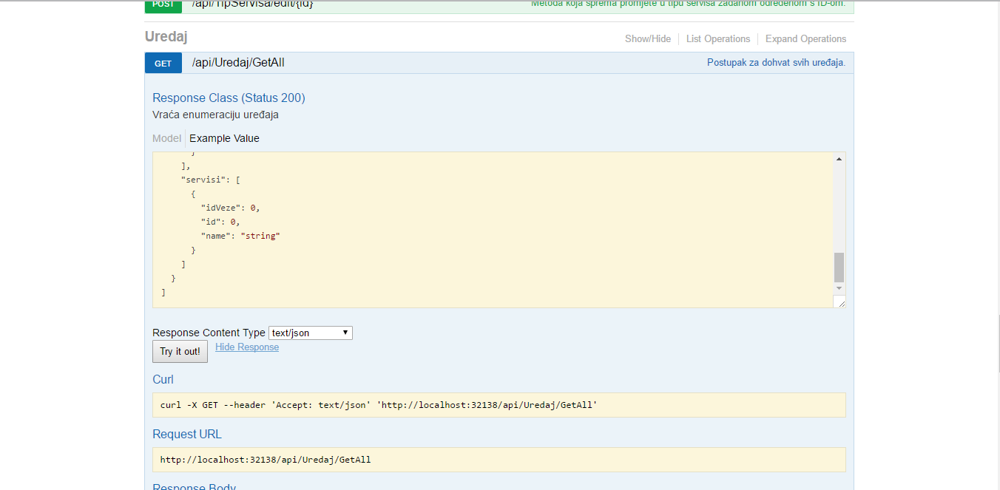 POST /api/TipServisa/edit/{id} Metoda koja sprema promjete u tipu servisa zadanom određenom s ID-om.
Uredaj Show/Hide List Operations Expand Operations
GET /api/Uredaj/GetAll Postupak za dohvat svih uređaja.
Response Class (Status 200)
Vraća enumeraciju uređaja
Model Example Value
}
],
"servisi": [
{
"idVeze": 0,
"id": 0,
"name": "string"
}
]
}
]
Response Content Type text/json
Try it out! Hide Response
Curl
curl -X GET --header 'Accept: text/json' 'http://localhost:32138/api/Uredaj/GetAll'
Request URL
http://localhost:32138/api/Uredaj/GetAll
Response Body